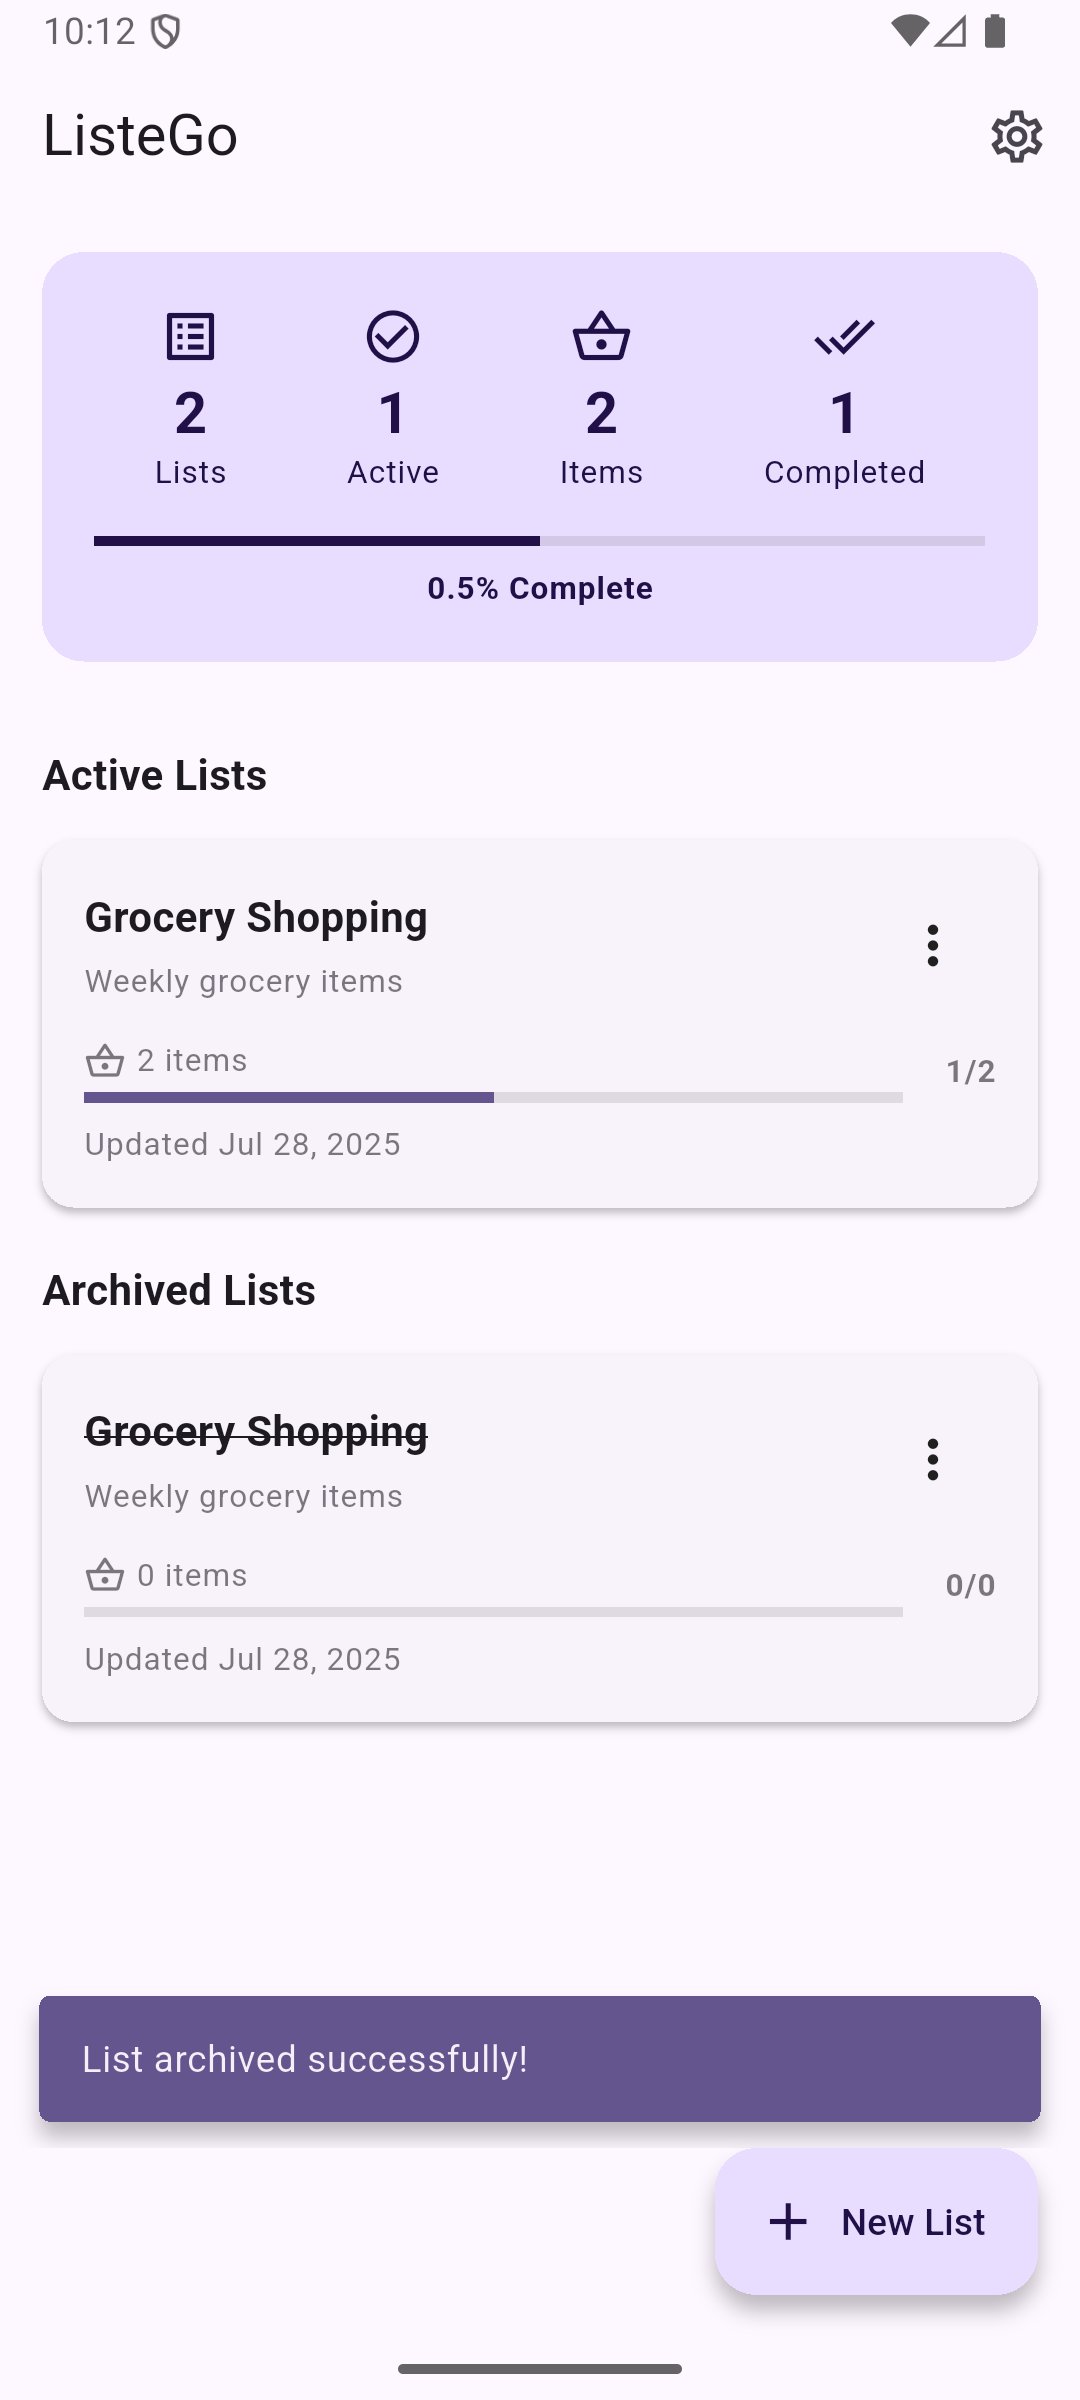 10:12
ListeGo
2 1 2 1
Lists Active Items Completed
0.5% Complete
Active Lists
Grocery Shopping
Weekly grocery items
2 items
1/2
Updated Jul 28, 2025
Archived Lists
Grocery Shopping
Weekly grocery items
0 items
0/0
Updated Jul 28, 2025
List archived successfully!
New List